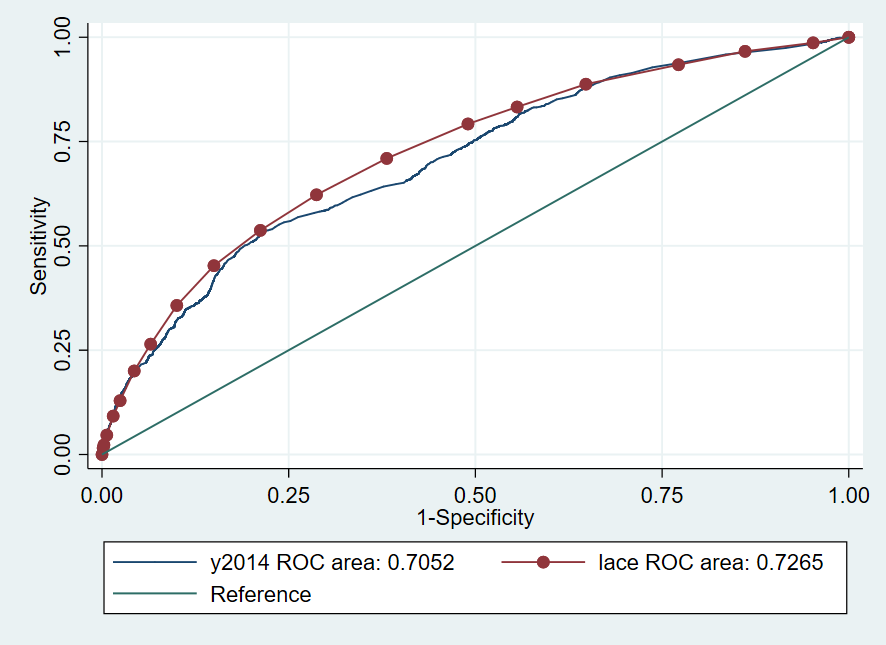 1.00
0.75
0.50
0.25
0.00
Sensitivity
0.00 0.25 0.50 0.75 1.00
1-Specificity
y2014 ROC area: 0.7052 lace ROC area: 0.7265
Reference